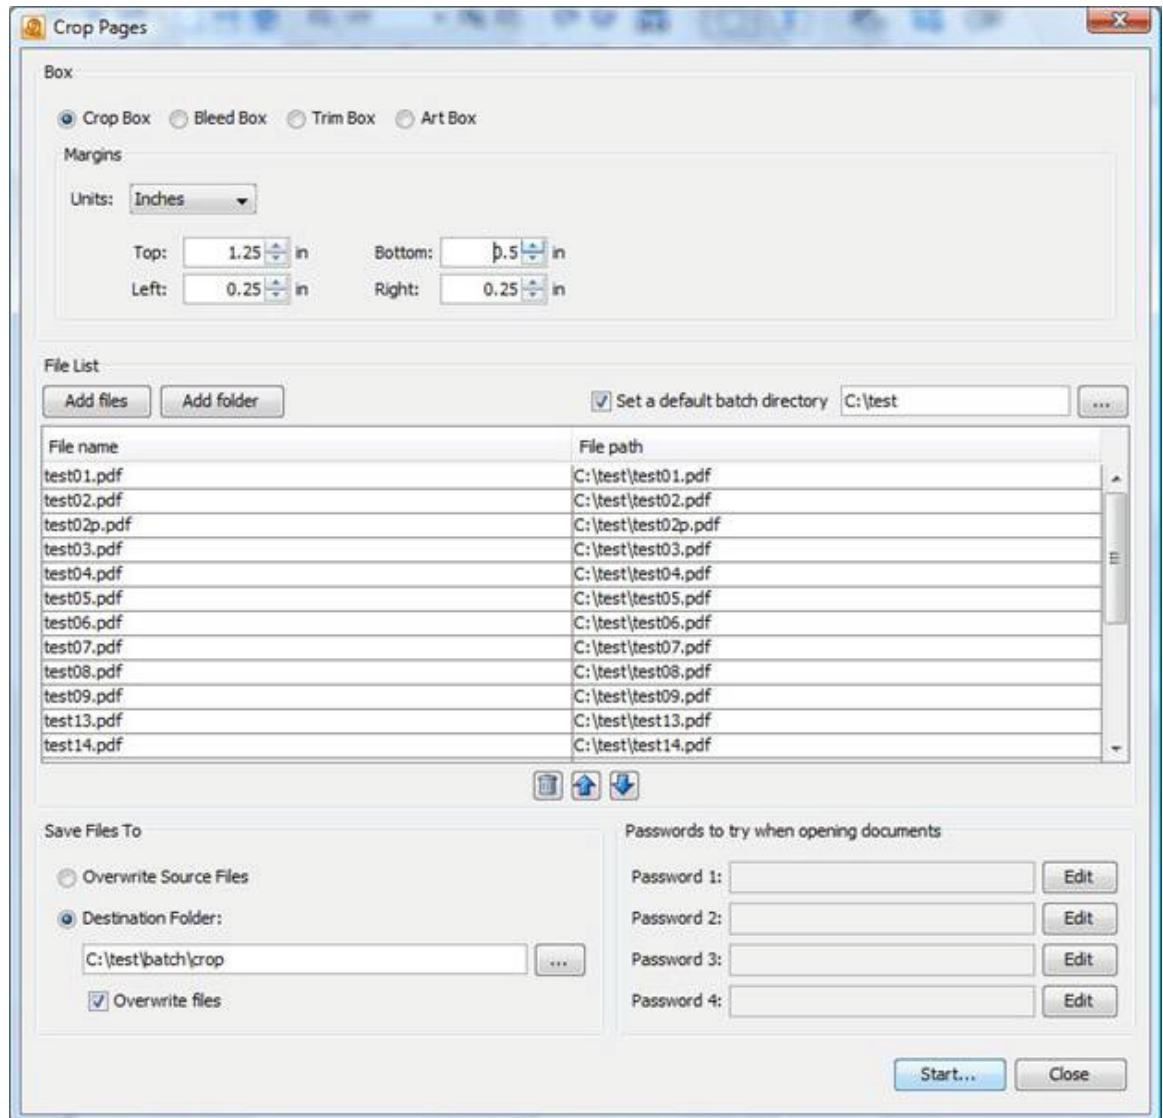 Crop Pages
Box
Crop Box Bleed Box Trim Box Art Box
Margins
Units: Inches
Top: 1.25 in Bottom: 0.5 in
Left: 0.25 in Right: 0.25 in
File List
Add files Add folder Set a default batch directory C:\test ...
File name File path
test01.pdf C:\test\test01.pdf
test02.pdf C:\test\test02.pdf
test02p.pdf C:\test\test02p.pdf
test03.pdf C:\test\test03.pdf
test04.pdf C:\test\test04.pdf
test05.pdf C:\test\test05.pdf
test06.pdf C:\test\test06.pdf
test07.pdf C:\test\test07.pdf
test08.pdf C:\test\test08.pdf
test09.pdf C:\test\test09.pdf
test13.pdf C:\test\test13.pdf
test14.pdf C:\test\test14.pdf
Save Files To Passwords to try when opening documents
Overwrite Source Files Password 1: Edit
Destination Folder: Password 2: Edit
C:\test\batch\crop ... Password 3: Edit
Overwrite files Password 4: Edit
Start... Close